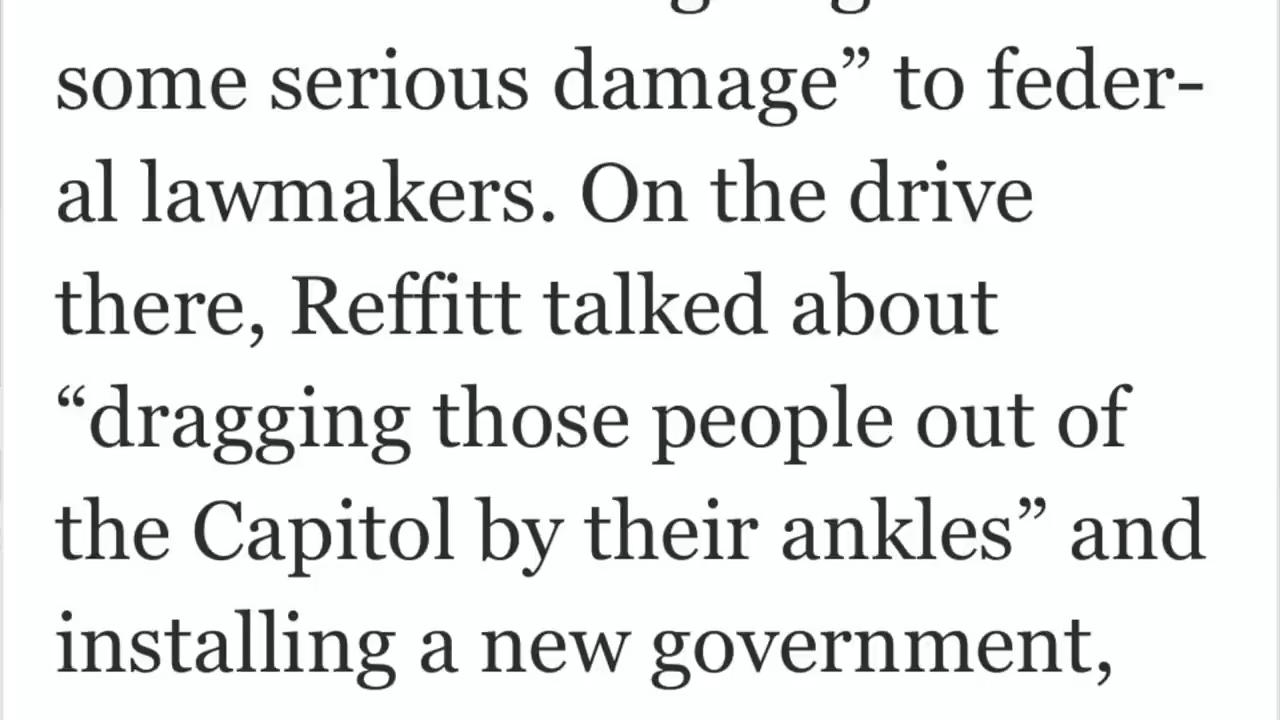 some serious damage” to feder-
al lawmakers. On the drive
there, Reffitt talked about
“dragging those people out of
the Capitol by their ankles” and
installing a new government,